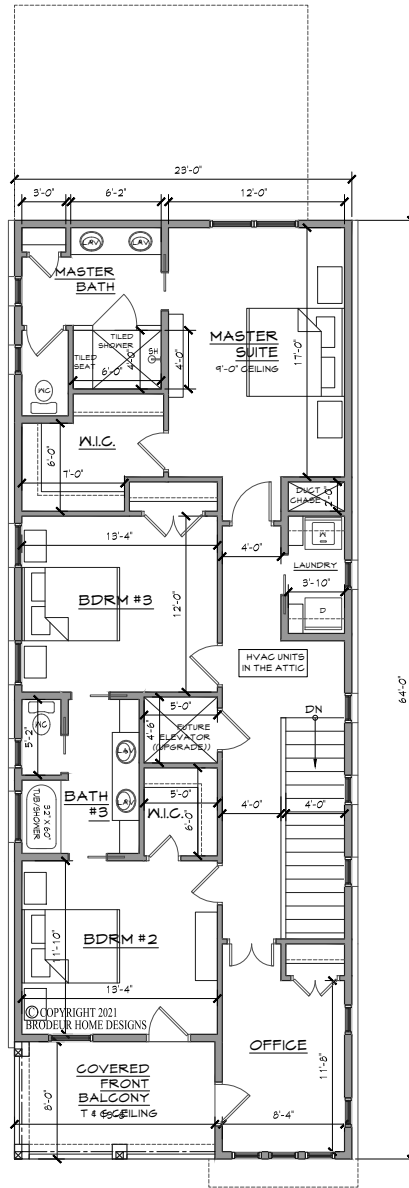 23'-0"
3'-0" 6'-2" 12'-0"
LAV LAV
MASTER
BATH
TILED
SHOWER
TILED
SEAT
SH
4'-0"
6'-0"
4'-0"
MASTER
SUITE
9'-0" CEILING
17'-0"
WC
W.I.C.
6'-0"
7'-0"
DUCT
CHASE
2'-0"
13'-4"
4'-0"
W
LAUNDRY
3'-10"
D
BDRM #3
12'-0"
HVAC UNITS
IN THE ATTIC
64'-0"
5'-0"
4'-6"
FUTURE
ELEVATOR
((UPGRADE))
DN
WC
5'-2"
LAV
LAV
BATH
#3
TUB/SHOWER
32"X60"
5'-0"
W.I.C.
6'-0"
4'-0" 4'-0"
BDRM #2
11'-10"
13'-4"
© COPYRIGHT 2021
BRODEUR HOME DESIGNS
OFFICE
11'-8"
COVERED
FRONT
BALCONY
T & G CEILING
8'-0"
8'-4"